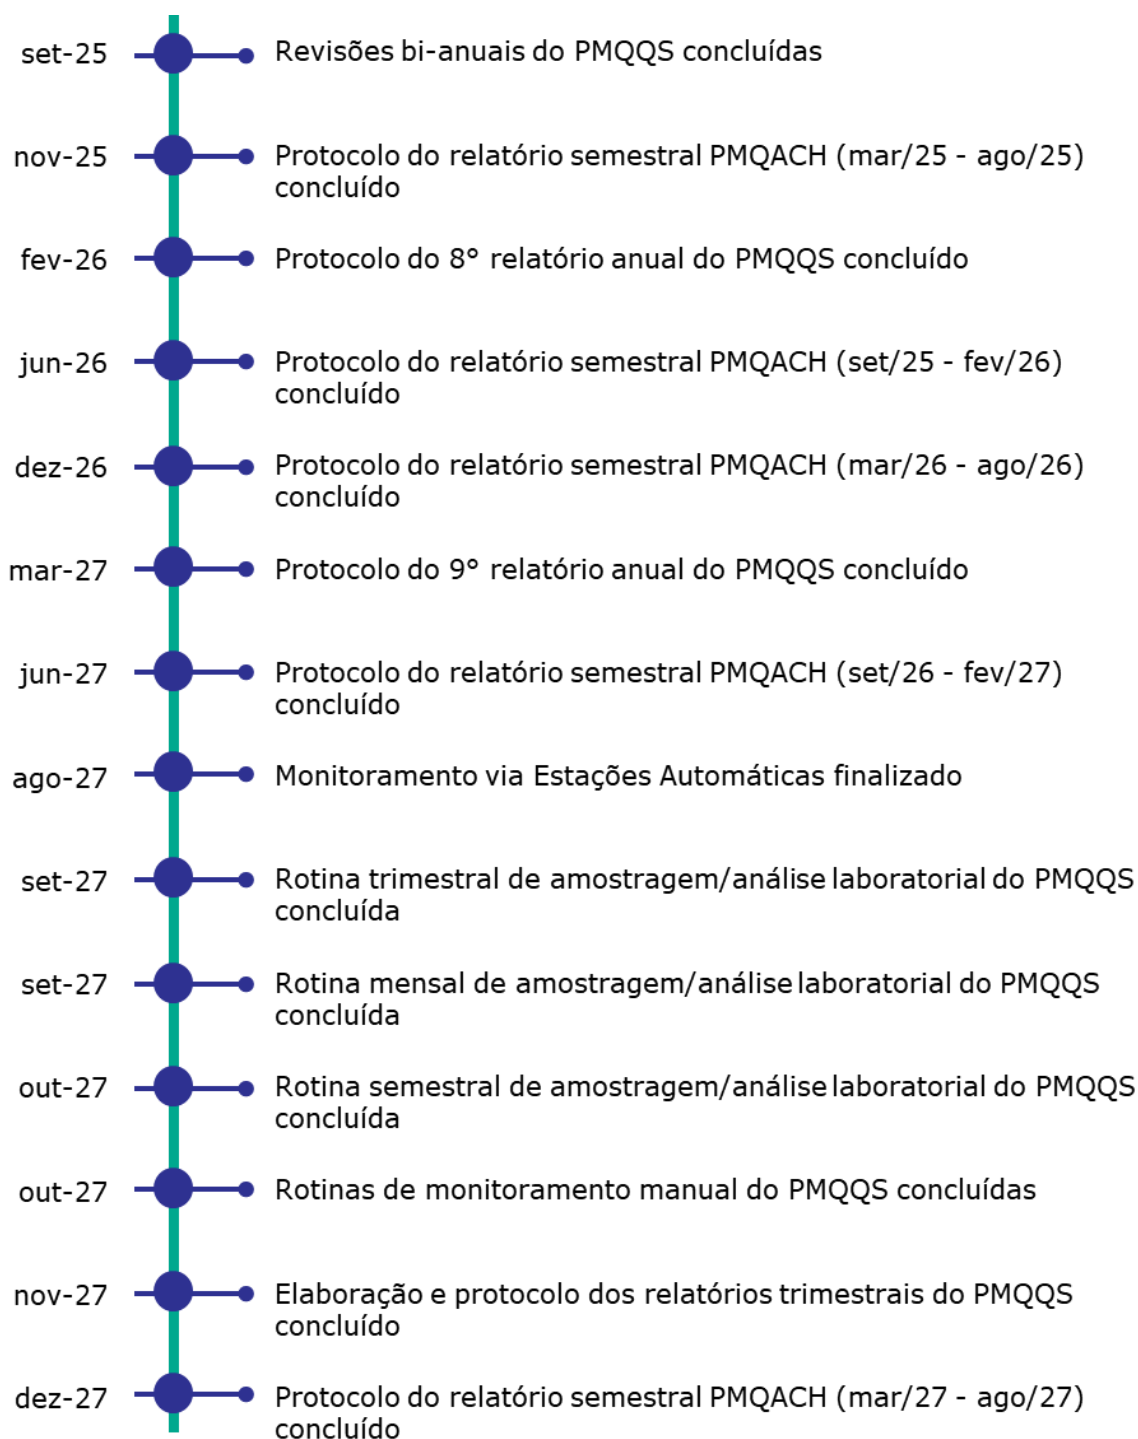 set-25 Revisões bi-anuais do PMQQS concluídas
nov-25 Protocolo do relatório semestral PMQACH (mar/25 - ago/25)
concluído
fev-26 Protocolo do 8° relatório anual do PMQQS concluído
jun-26 Protocolo do relatório semestral PMQACH (set/25 - fev/26)
concluído
dez-26 Protocolo do relatório semestral PMQACH (mar/26 - ago/26)
concluído
mar-27 Protocolo do 9° relatório anual do PMQQS concluído
jun-27 Protocolo do relatório semestral PMQACH (set/26 - fev/27)
concluído
ago-27 Monitoramento via Estações Automáticas finalizado
set-27 Rotina trimestral de amostragem/análise laboratorial do PMQQS
concluída
set-27 Rotina mensal de amostragem/análise laboratorial do PMQQS
concluída
out-27 Rotina semestral de amostragem/análise laboratorial do PMQQS
concluída
out-27 Rotinas de monitoramento manual do PMQQS concluídas
nov-27 Elaboração e protocolo dos relatórios trimestrais do PMQQS
concluído
dez-27 Protocolo do relatório semestral PMQACH (mar/27 - ago/27)
concluído